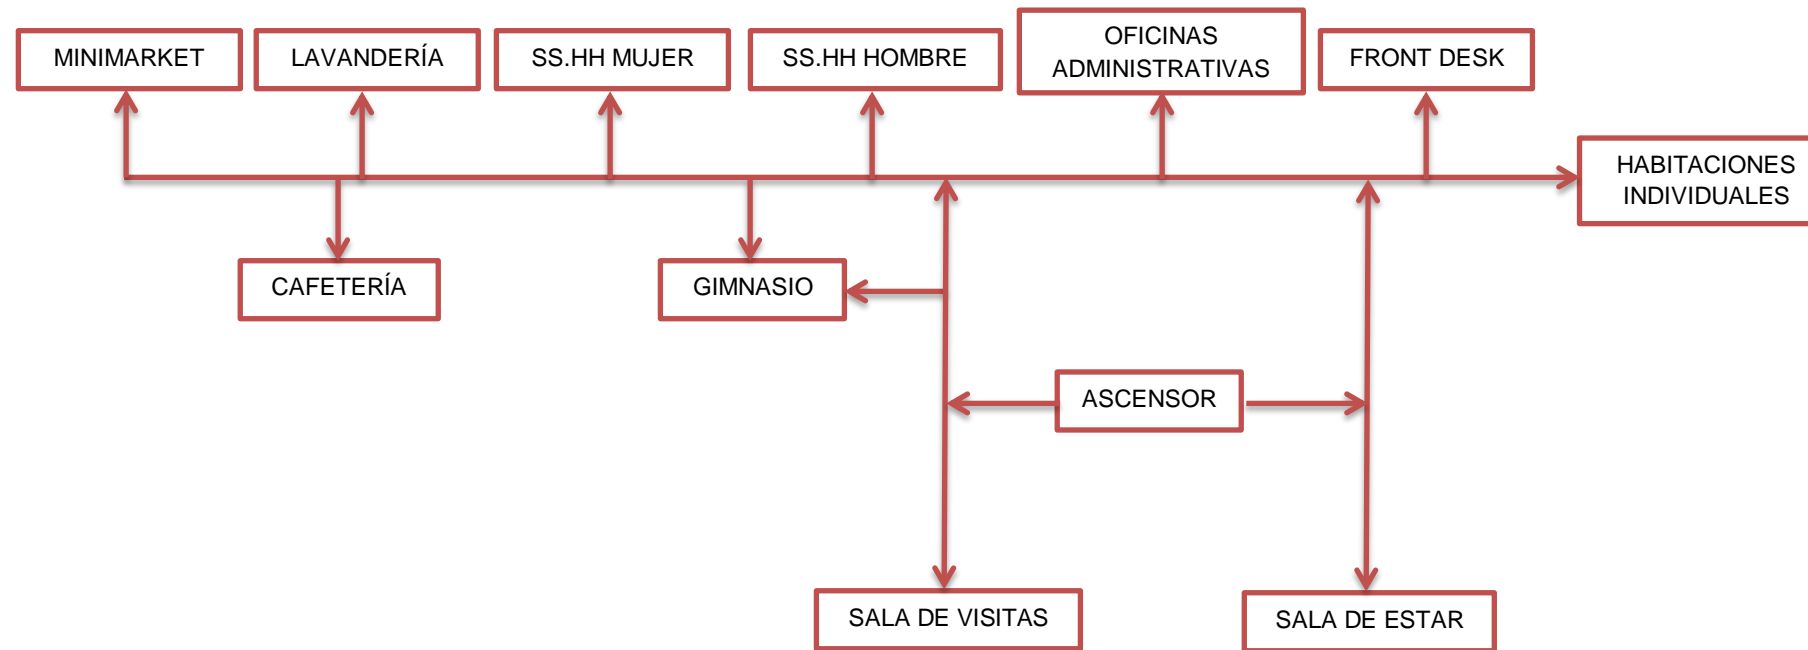 MINIMARKET
LAVANDERÍA
SS.HH MUJER
SS.HH HOMBRE
OFICINAS
ADMINISTRATIVAS
FRONT DESK
HABITACIONES
INDIVIDUALES
CAFETERÍA
GIMNASIO
ASCENSOR
SALA DE VISITAS
SALA DE ESTAR